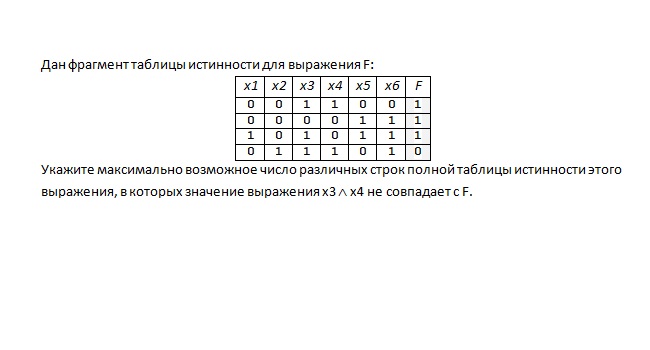 Дан фрагмент таблицы истинности для выражения F:
x1 x2 x3 x4 x5 x6 F
0 0 1 1 0 0 1
0 0 0 0 1 1 1
1 0 1 0 1 1 1
0 1 1 1 0 1 0
Укажите максимально возможное число различных строк полной таблицы истинности этого
выражения, в которых значение выражения x3 ∧ x4 не совпадает с F.